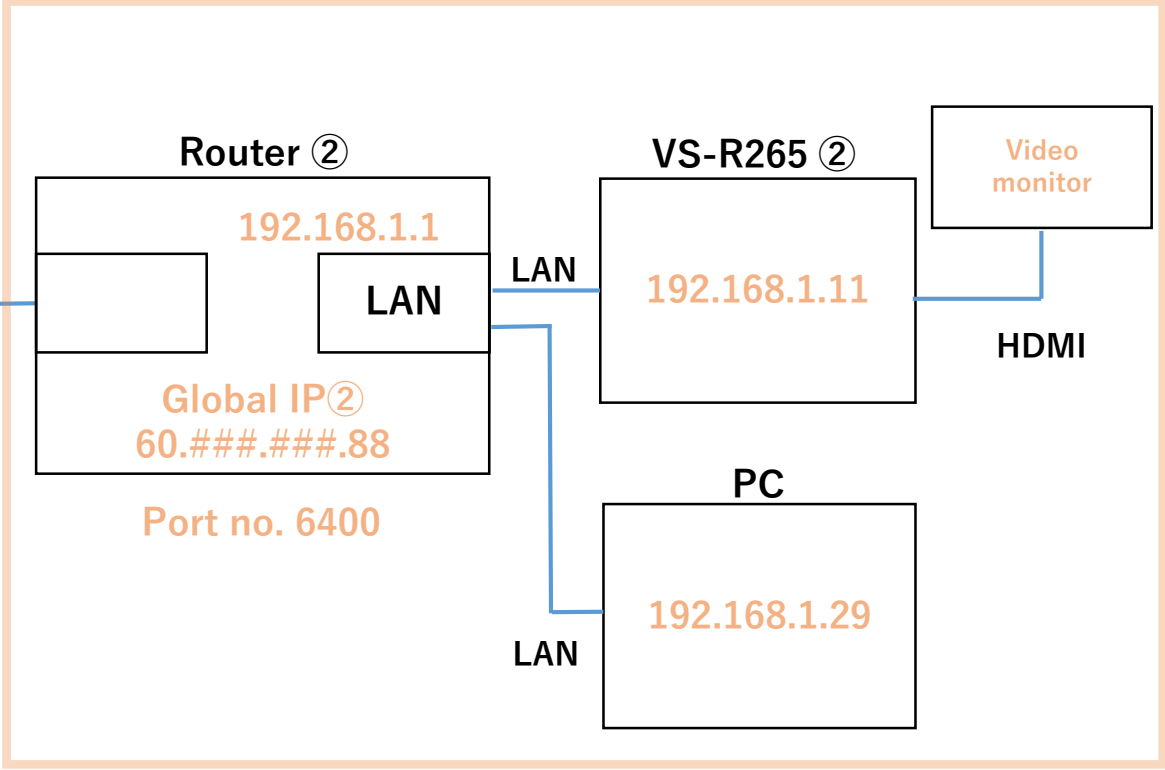 Router ②
192.168.1.1
LAN
Global IP②
60.###.###.88
Port no. 6400
LAN
VS-R265 ②
192.168.1.11
Video
monitor
HDMI
PC
192.168.1.29
LAN